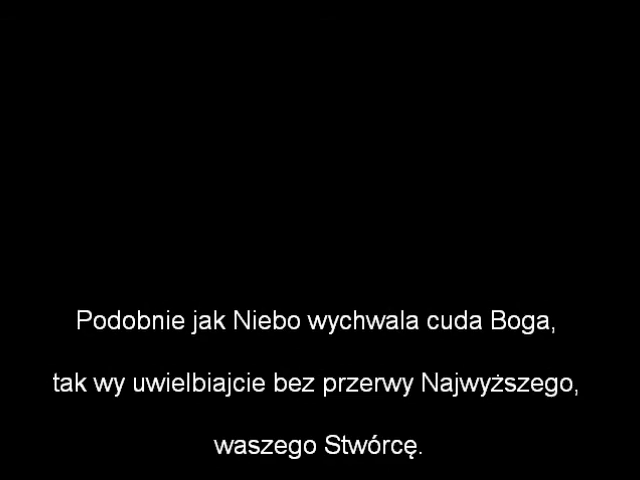 Podobnie jak Niebo wychwala cuda Boga,
tak wy uwielbiajcie bez przerwy Najwyższego,
waszego Stwórcę.